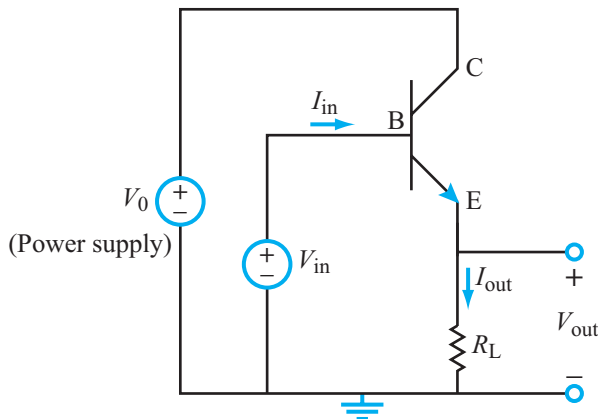 C
I_in
B
V_0
+
−
(Power supply)
E
+
−
V_in
I_out
+
V_out
R_L
−